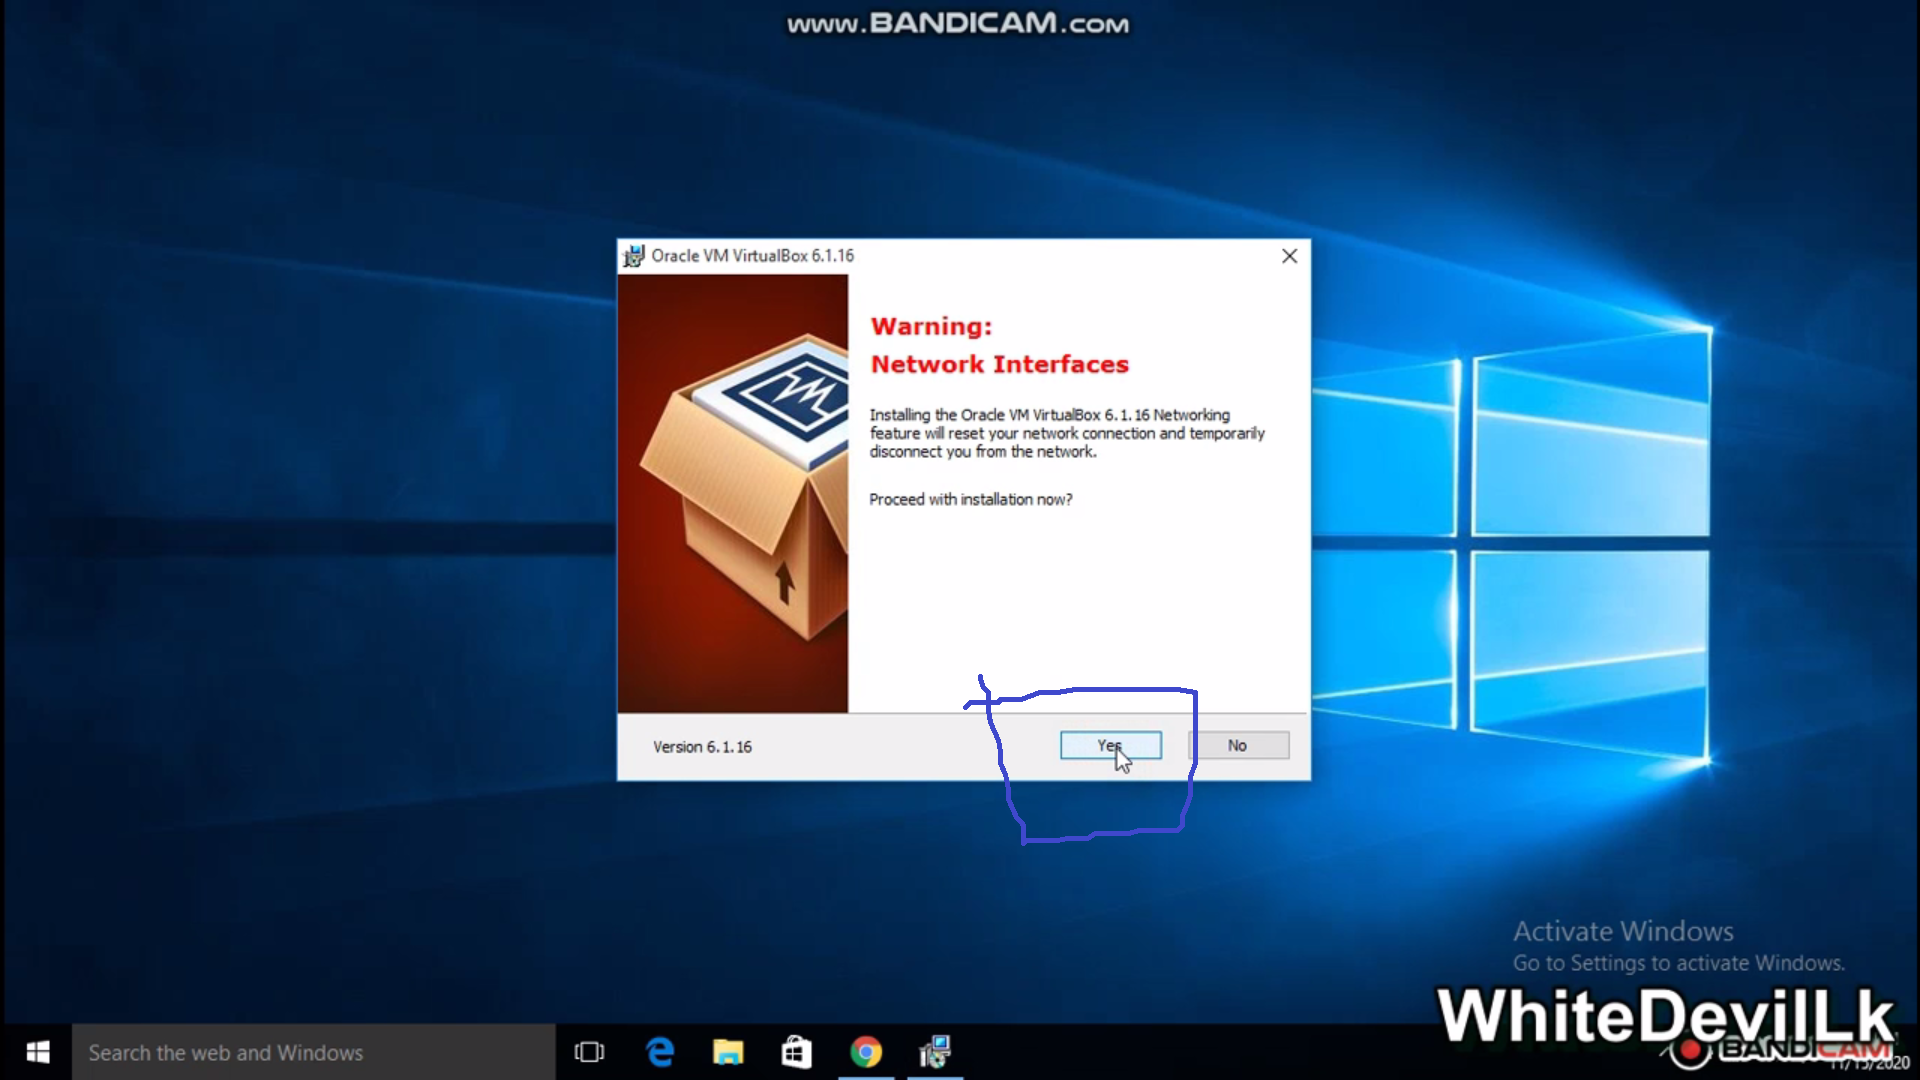 www.BANDICAM.com
Oracle VM VirtualBox 6.1.16
Warning:
Network Interfaces
Installing the Oracle VM VirtualBox 6.1.16 Networking
feature will reset your network connection and temporarily
disconnect you from the network.
Proceed with installation now?
Version 6.1.16
Yes
No
Activate Windows
Go to Settings to activate Windows.
WhiteDevilLk
BANDICAM
Search the web and Windows
11/15/2020